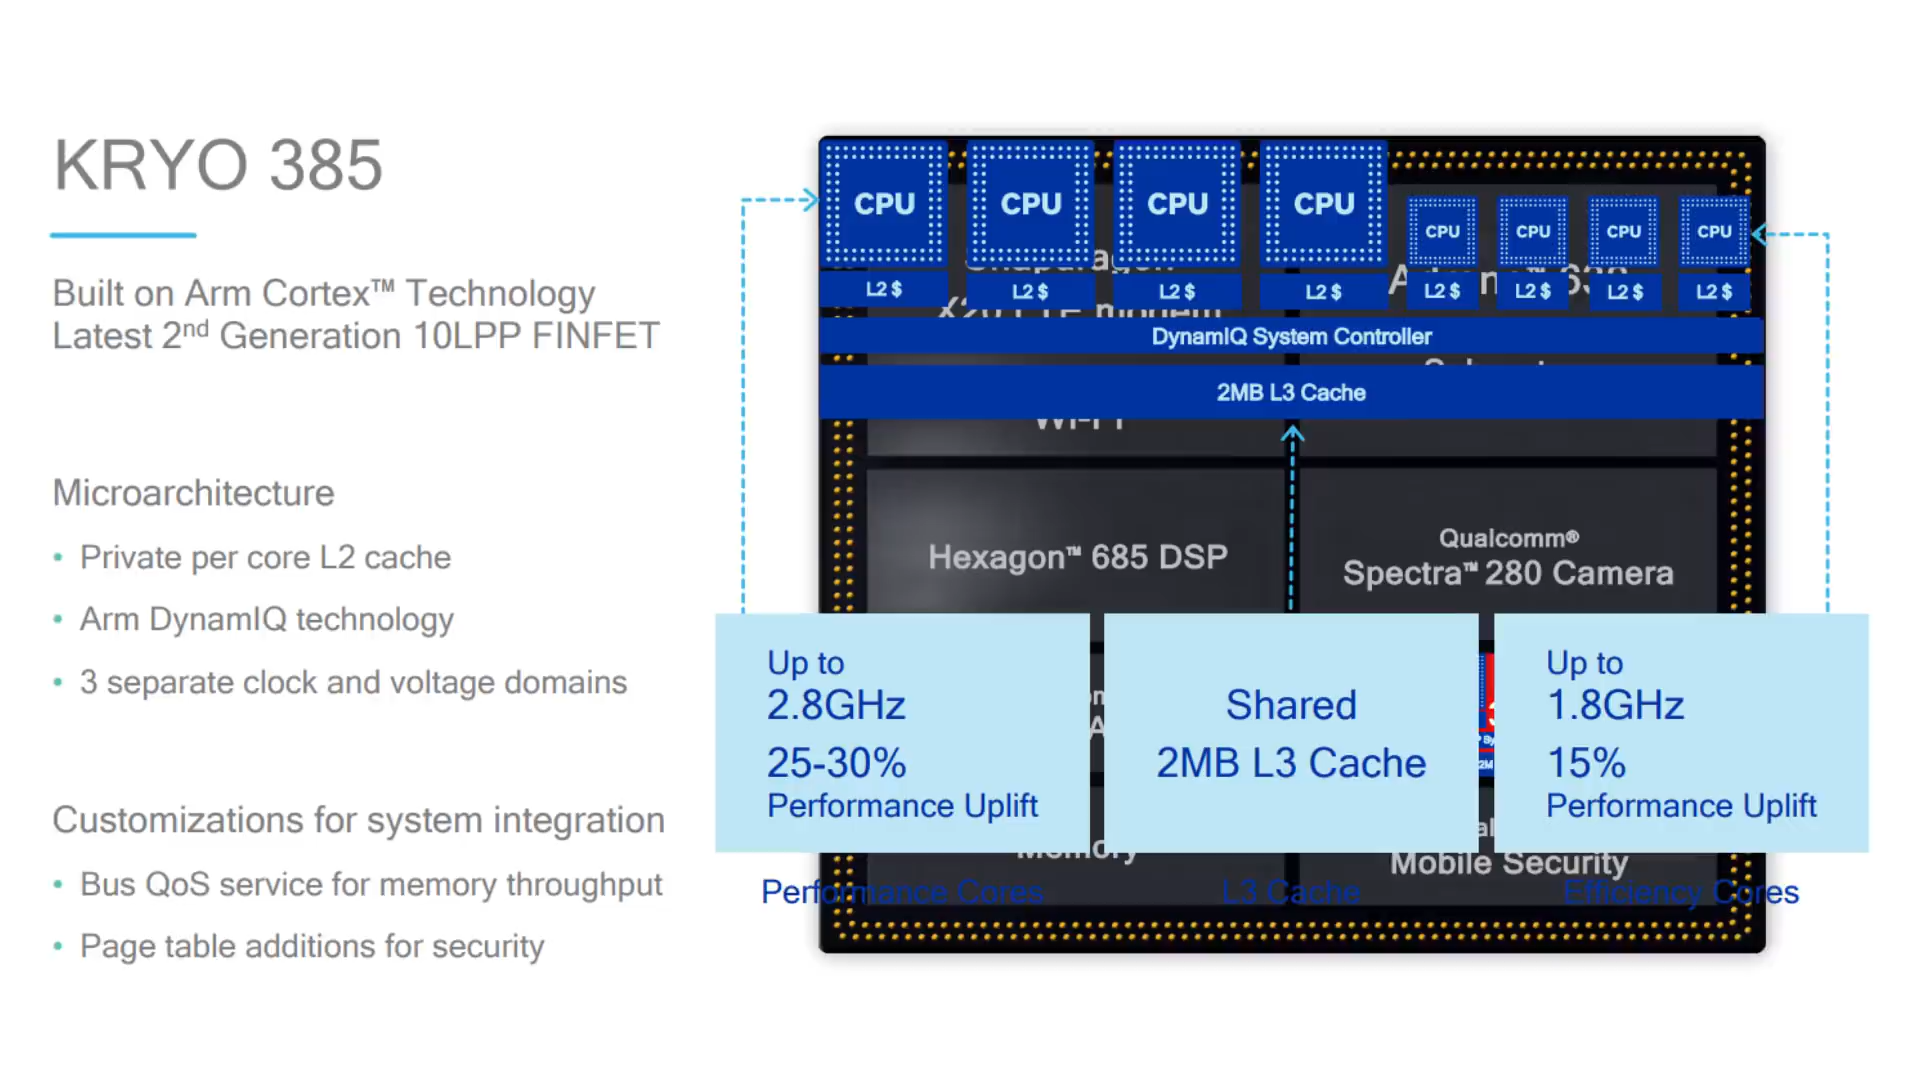 KRYO 385
Built on Arm Cortex™ Technology
Latest 2nd Generation 10LPP FINFET
Microarchitecture
• Private per core L2 cache
• Arm DynamIQ technology
• 3 separate clock and voltage domains
Customizations for system integration
• Bus QoS service for memory throughput
• Page table additions for security
CPU CPU CPU CPU CPU CPU CPU CPU
L2 $ L2 $ L2 $ L2 $ L2 $ L2 $ L2 $ L2 $
DynamIQ System Controller
2MB L3 Cache
Wi-Fi
Hexagon™ 685 DSP
Qualcomm®
Spectra™ 280 Camera
Up to
2.8GHz
25-30%
Performance Uplift
Shared
2MB L3 Cache
Up to
1.8GHz
15%
Performance Uplift
Memory
Mobile Security
Performance Cores
L3 Cache
Efficiency Cores